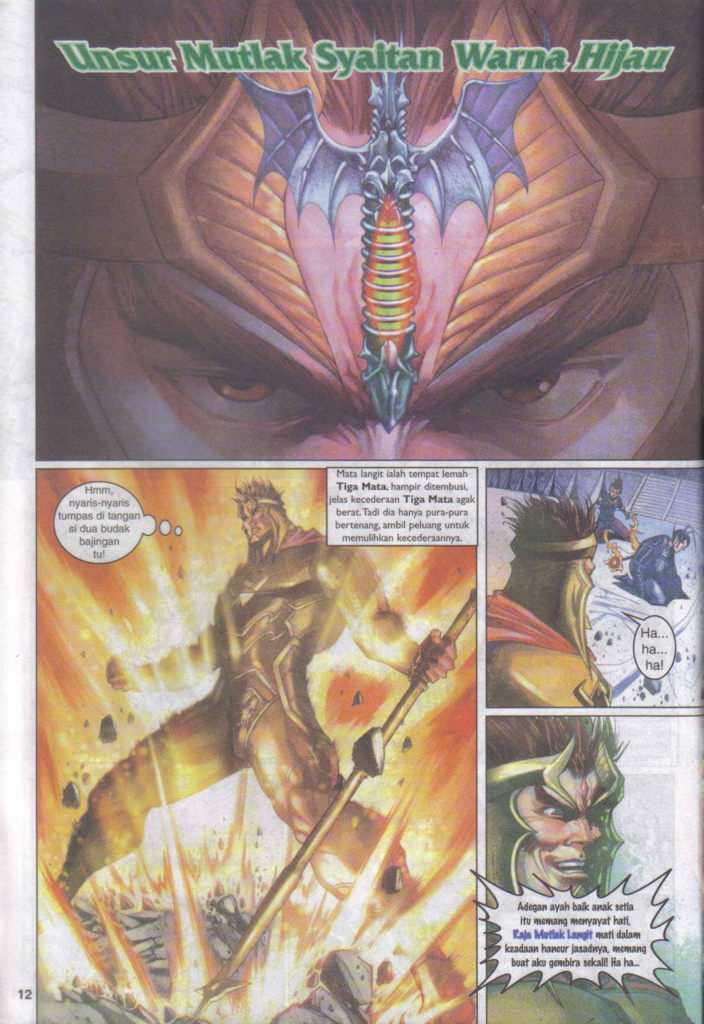 Unsur Mutlak Syaitan Warna Hijau
Hmm,
nyaris-nyaris
tumpas di tangan
si dua budak
bajingan
tu!
Mata langit ialah tempat lemah
Tiga Mata, hampir ditembusi,
jelas kecederaan Tiga Mata agak
berat. Tadi dia hanya pura-pura
bertenang, ambil peluang untuk
memulihkan kecederaannya.
Ha...
ha...
ha!
Adegan ayah baik anak setia
itu memang menyayat hati,
Raja Mutlak Langit mati dalam
keadaan hancur jasadnya, memang
buat aku gembira sekali! Ha ha...
12